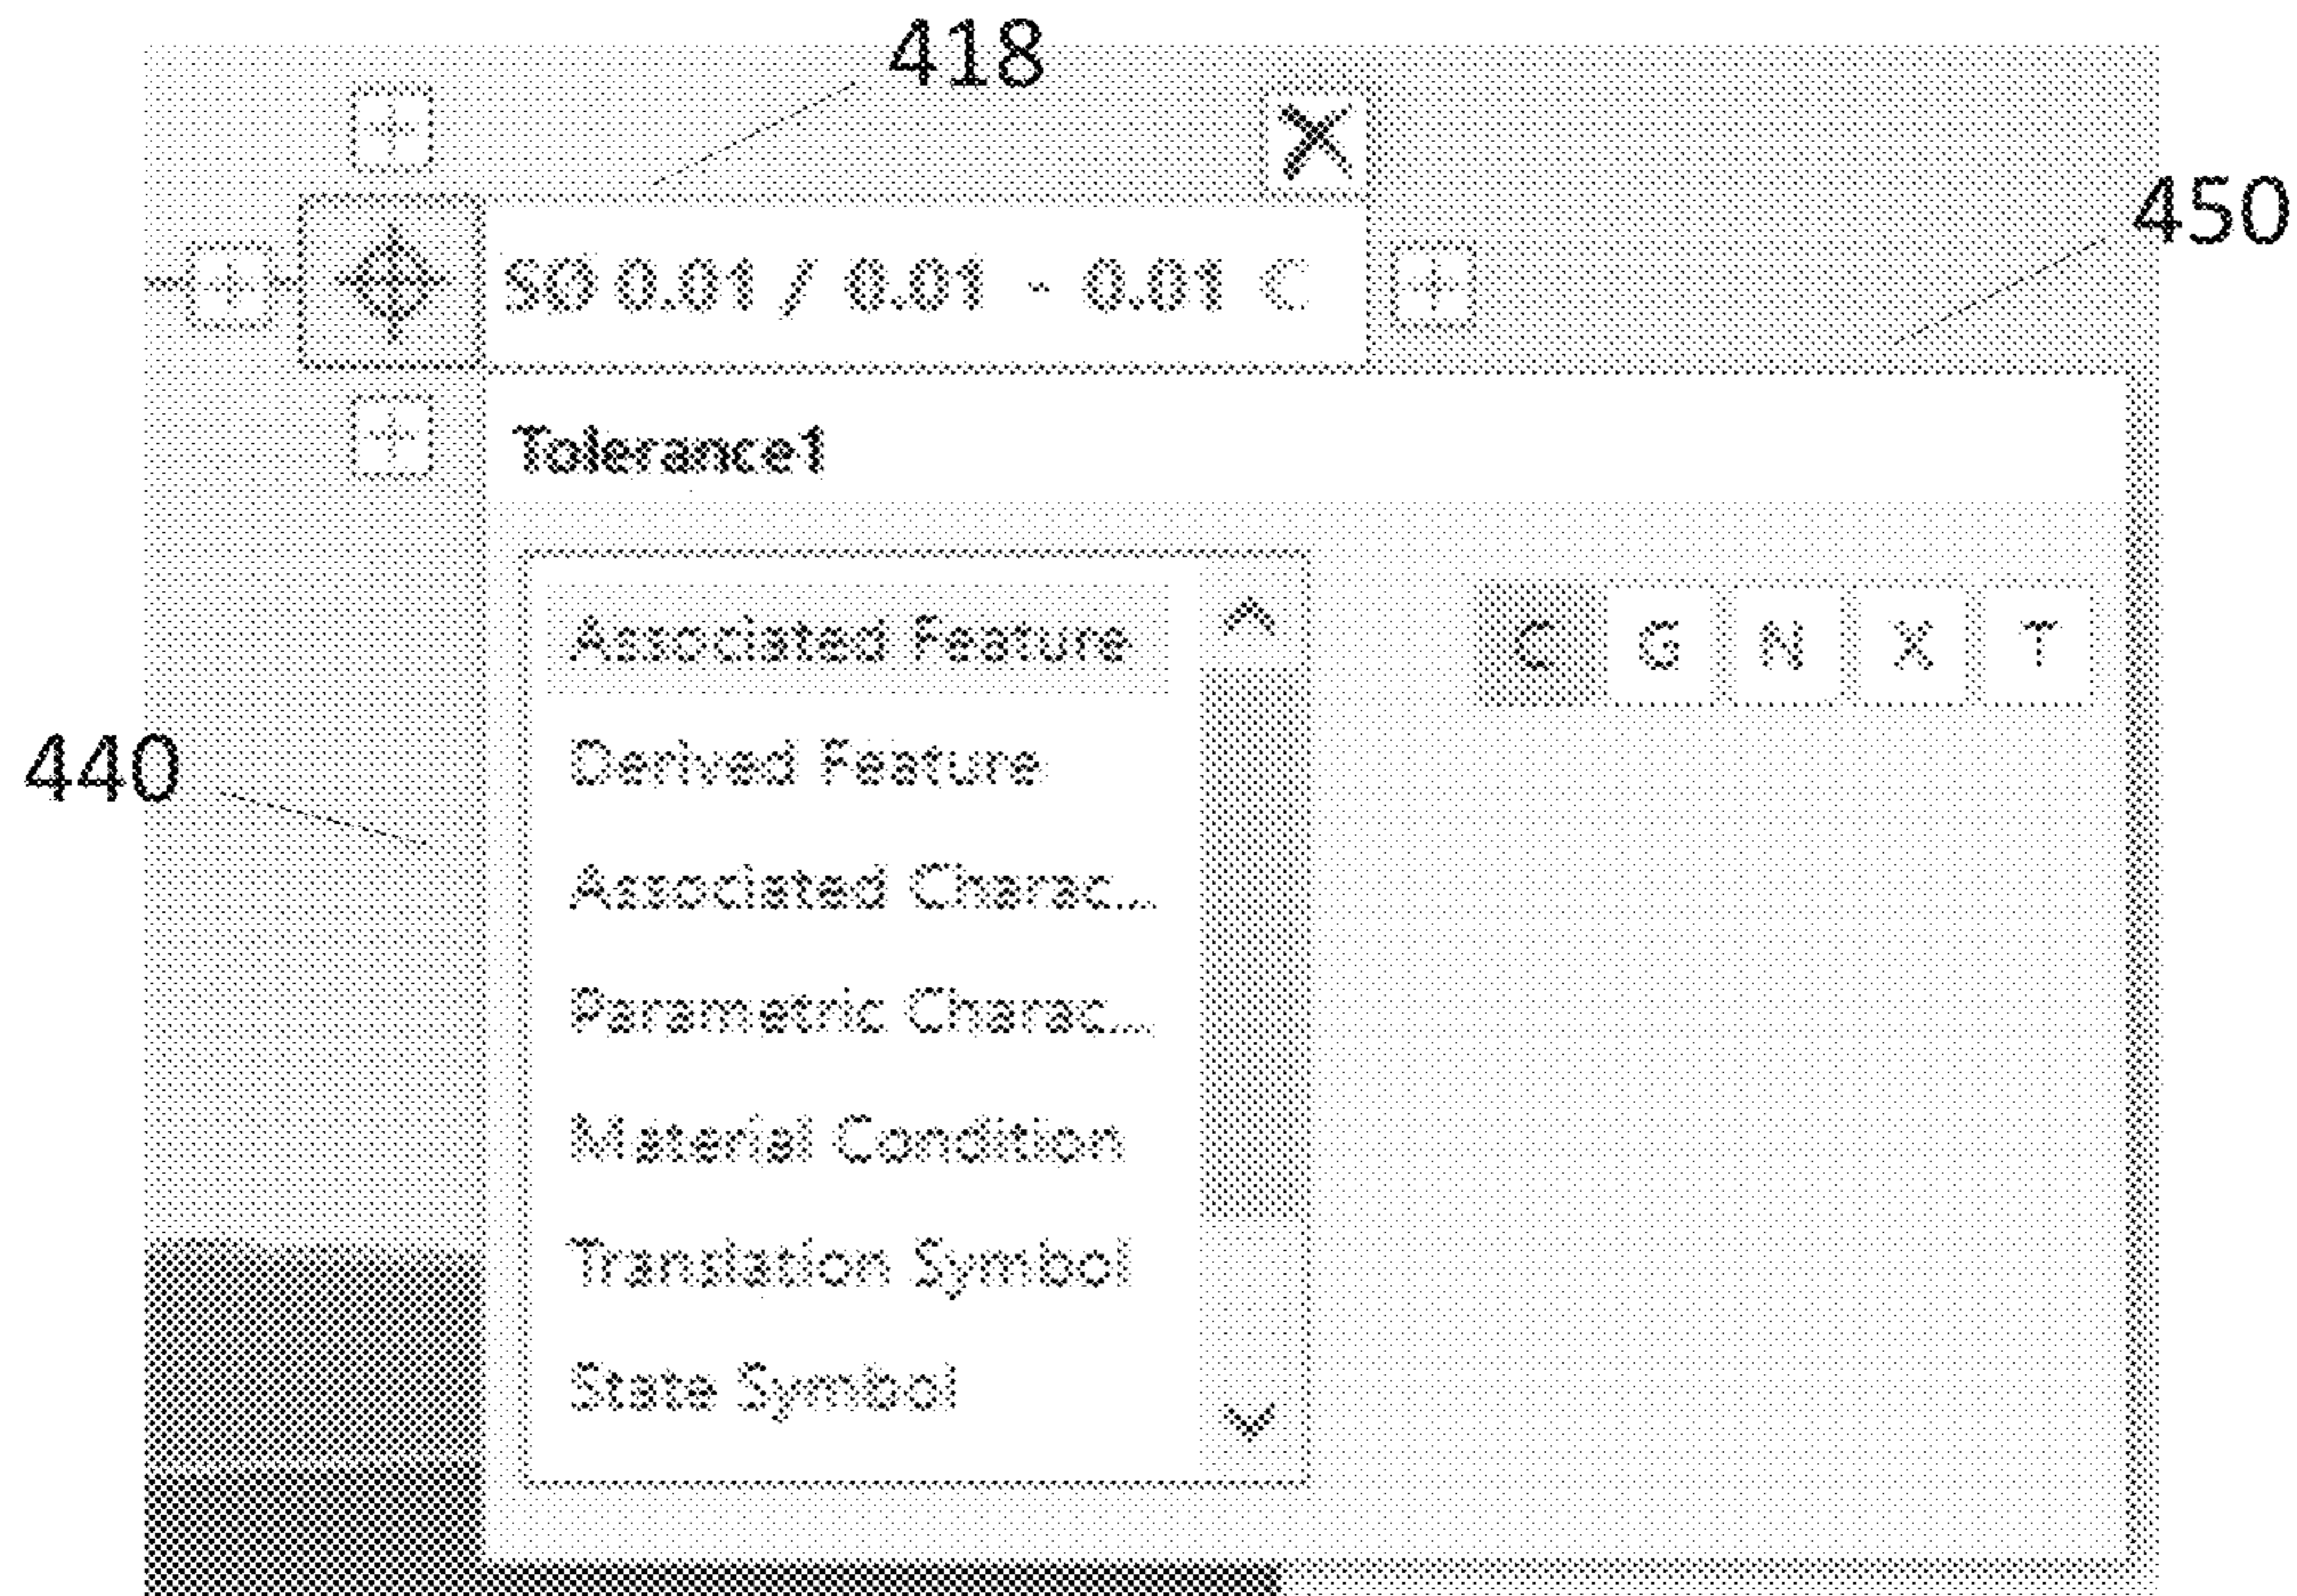 418
450
SØ 0.01 / 0.01 - 0.01 C
Tolerance1
Associated Feature
C G N X T
Derived Feature
440
Associated Charac...
Parametric Charac...
Material Condition
Translation Symbol
State Symbol